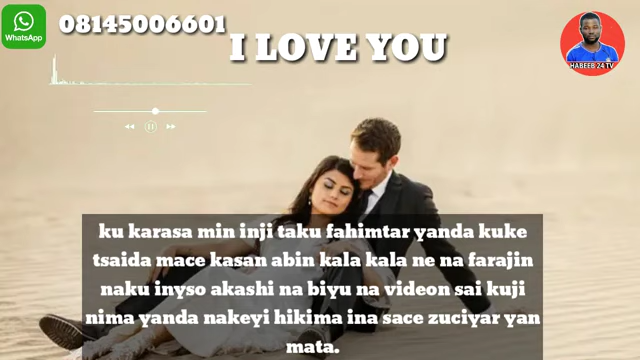 08145006601
I LOVE YOU
WhatsApp
HABEEB 24 TV
ku karasa min inji taku fahimtar yanda kuke
tsaida mace kasan abin kala kala ne na farajin
naku inyso akashi na biyu na videon sai kuji
nima yanda nakeyi hikima ina sace zuciyar yan
mata.